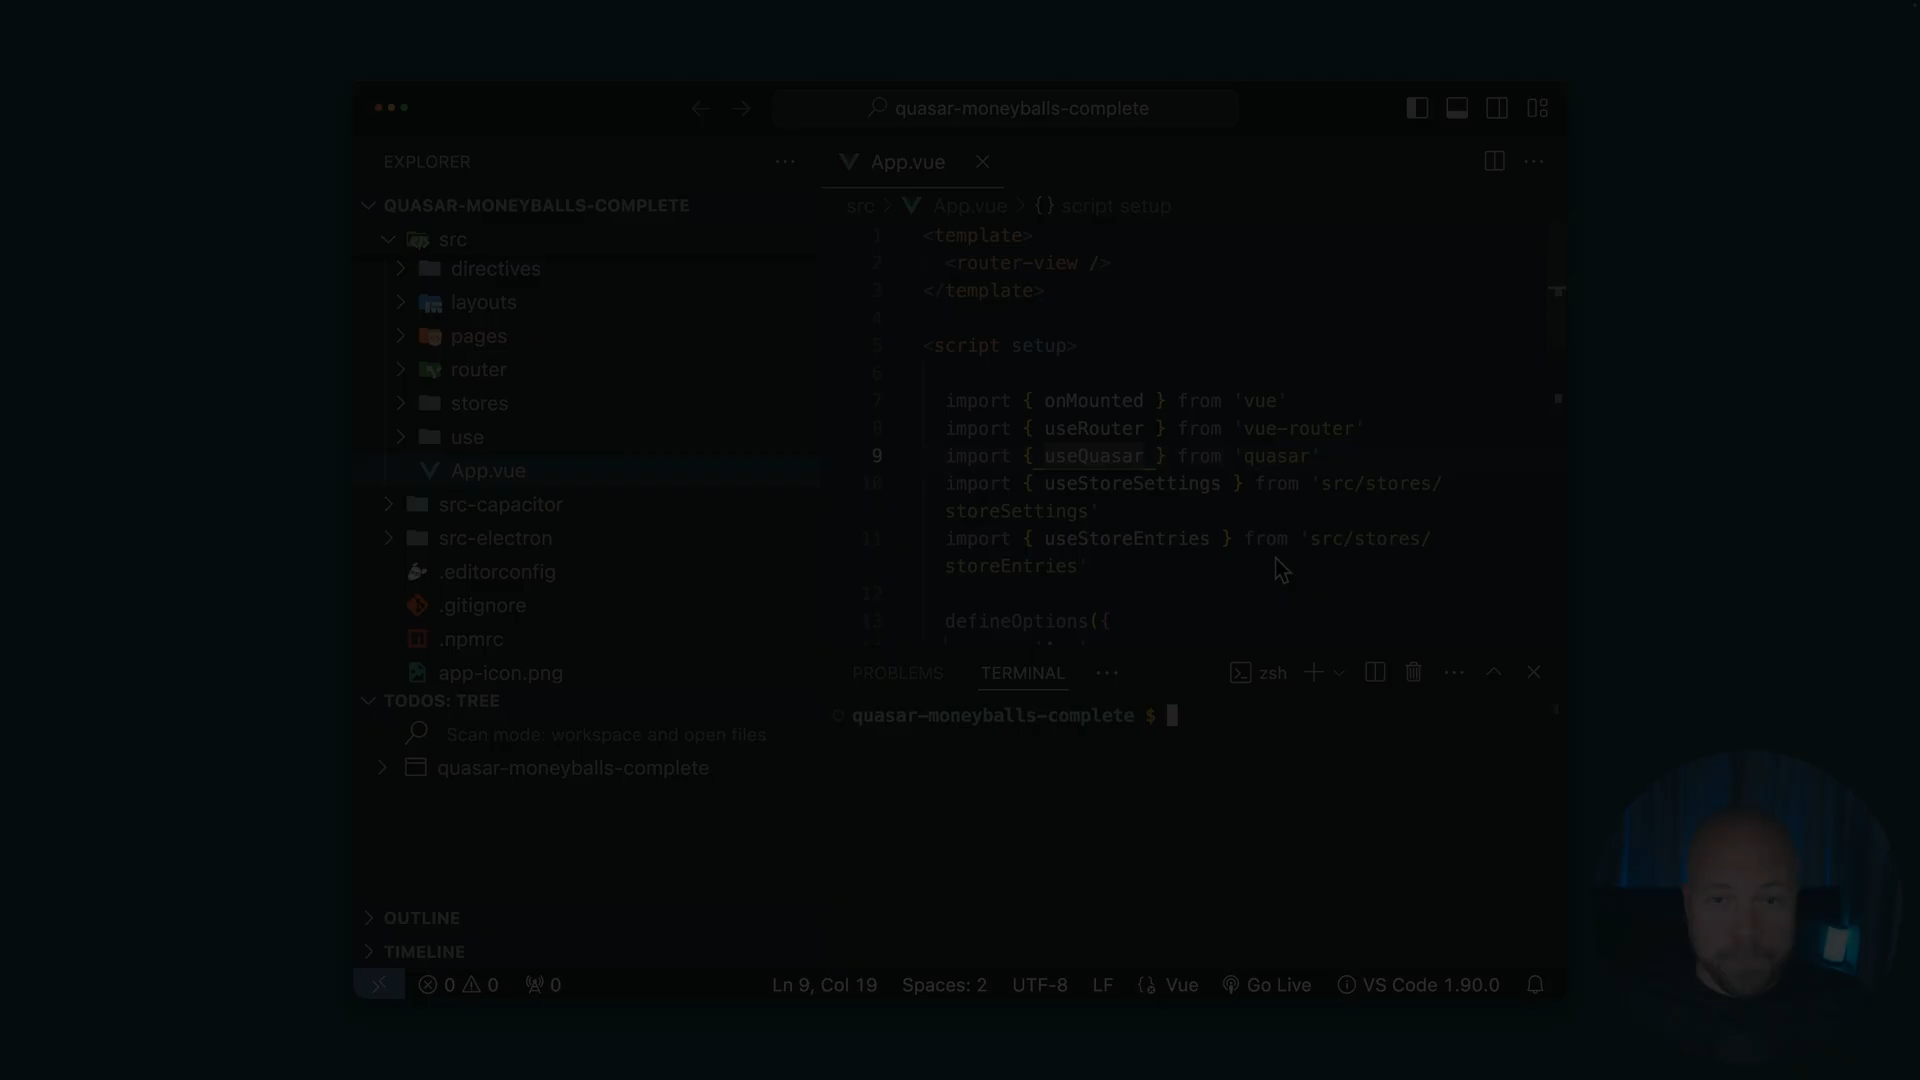 quasar-moneyballs-complete
EXPLORER
App.vue
QUASAR-MONEYBALLS-COMPLETE
src
directives
layouts
pages
router
stores
use
App.vue
src-capacitor
src-electron
.editorconfig
.gitignore
.npmrc
app-icon.png
TODOS: TREE
Scan mode: workspace and open files
quasar-moneyballs-complete
OUTLINE
TIMELINE
src > App.vue > {} script setup
1 <template>
2 <router-view />
3 </template>
4
5 <script setup>
6
7 import { onMounted } from 'vue'
8 import { useRouter } from 'vue-router'
9 import { useQuasar } from 'quasar'
10 import { useStoreSettings } from 'src/stores/
storeSettings'
11 import { useStoreEntries } from 'src/stores/
storeEntries'
12
13 defineOptions({
PROBLEMS TERMINAL
zsh
quasar-moneyballs-complete $
0 0 0 Ln 9, Col 19 Spaces: 2 UTF-8 LF Vue Go Live VS Code 1.90.0